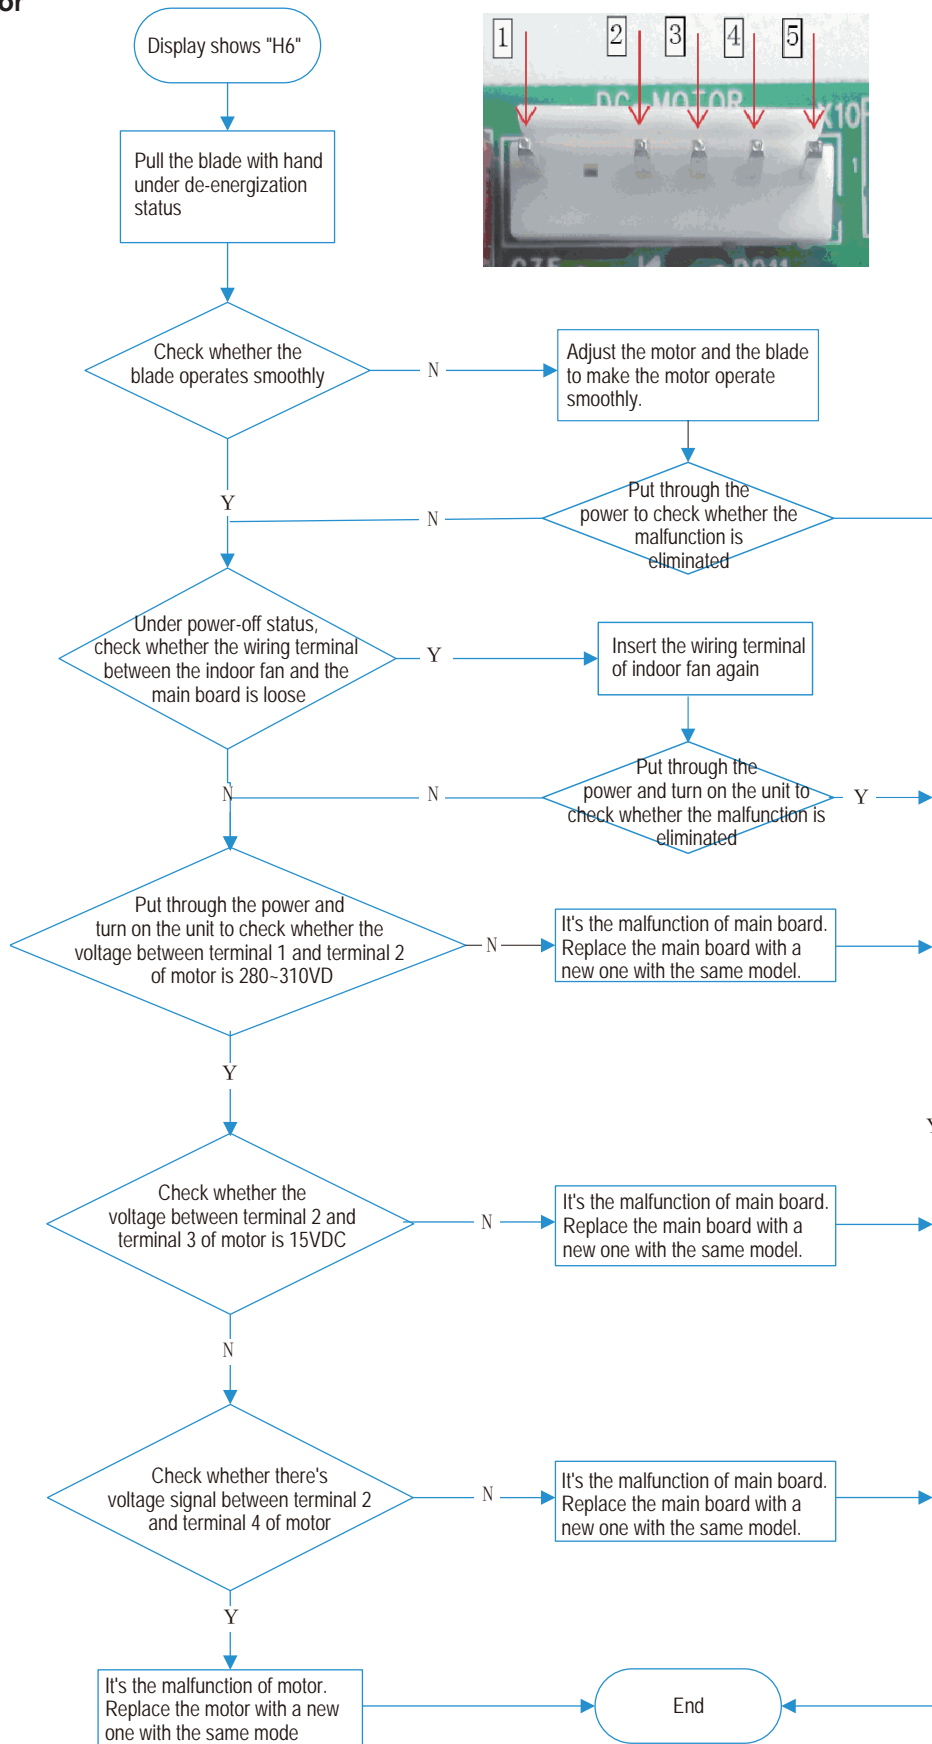 or
Display shows "H6"
1 2 3 4 5
DC MOTOR
X10
1
Pull the blade with hand
under de-energization
status
Check whether the
blade operates smoothly
N
Adjust the motor and the blade
to make the motor operate
smoothly.
Y
Put through the
power to check whether the
malfunction is
eliminated
N
Under power-off status,
check whether the wiring terminal
between the indoor fan and the
main board is loose
Y
Insert the wiring terminal
of indoor fan again
N
Put through the
power and turn on the unit to
check whether the malfunction is
eliminated
N
Y
Put through the power and
turn on the unit to check whether the
voltage between terminal 1 and terminal 2
of motor is 280~310VD
N
It's the malfunction of main board.
Replace the main board with a
new one with the same model.
Y
Y
Check whether the
voltage between terminal 2 and
terminal 3 of motor is 15VDC
N
It's the malfunction of main board.
Replace the main board with a
new one with the same model.
N
Check whether there's
voltage signal between terminal 2
and terminal 4 of motor
N
It's the malfunction of main board.
Replace the main board with a
new one with the same model.
Y
It's the malfunction of motor.
Replace the motor with a new
one with the same mode
End